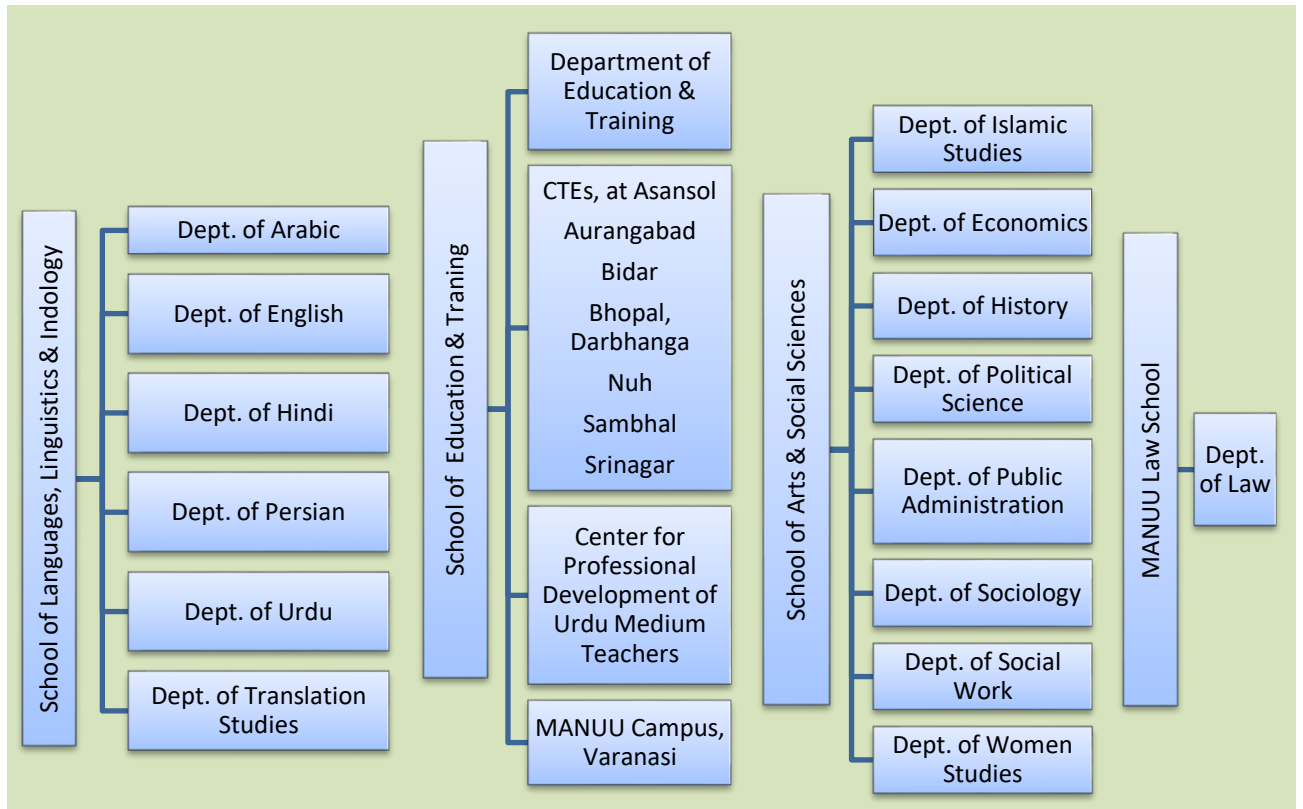 School of Languages, Linguistics & Indology
Dept. of Arabic
Dept. of English
Dept. of Hindi
Dept. of Persian
Dept. of Urdu
Dept. of Translation
Studies
School of Education & Traning
Department of
Education &
Training
CTEs, at Asansol
Aurangabad
Bidar
Bhopal,
Darbhanga
Nuh
Sambhal
Srinagar
Center for
Professional
Development of
Urdu Medium
Teachers
MANUU Campus,
Varanasi
School of Arts & Social Sciences
Dept. of Islamic
Studies
Dept. of Economics
Dept. of History
Dept. of Political
Science
Dept. of Public
Administration
Dept. of Sociology
Dept. of Social
Work
Dept. of Women
Studies
MANUU Law School
Dept.
of Law